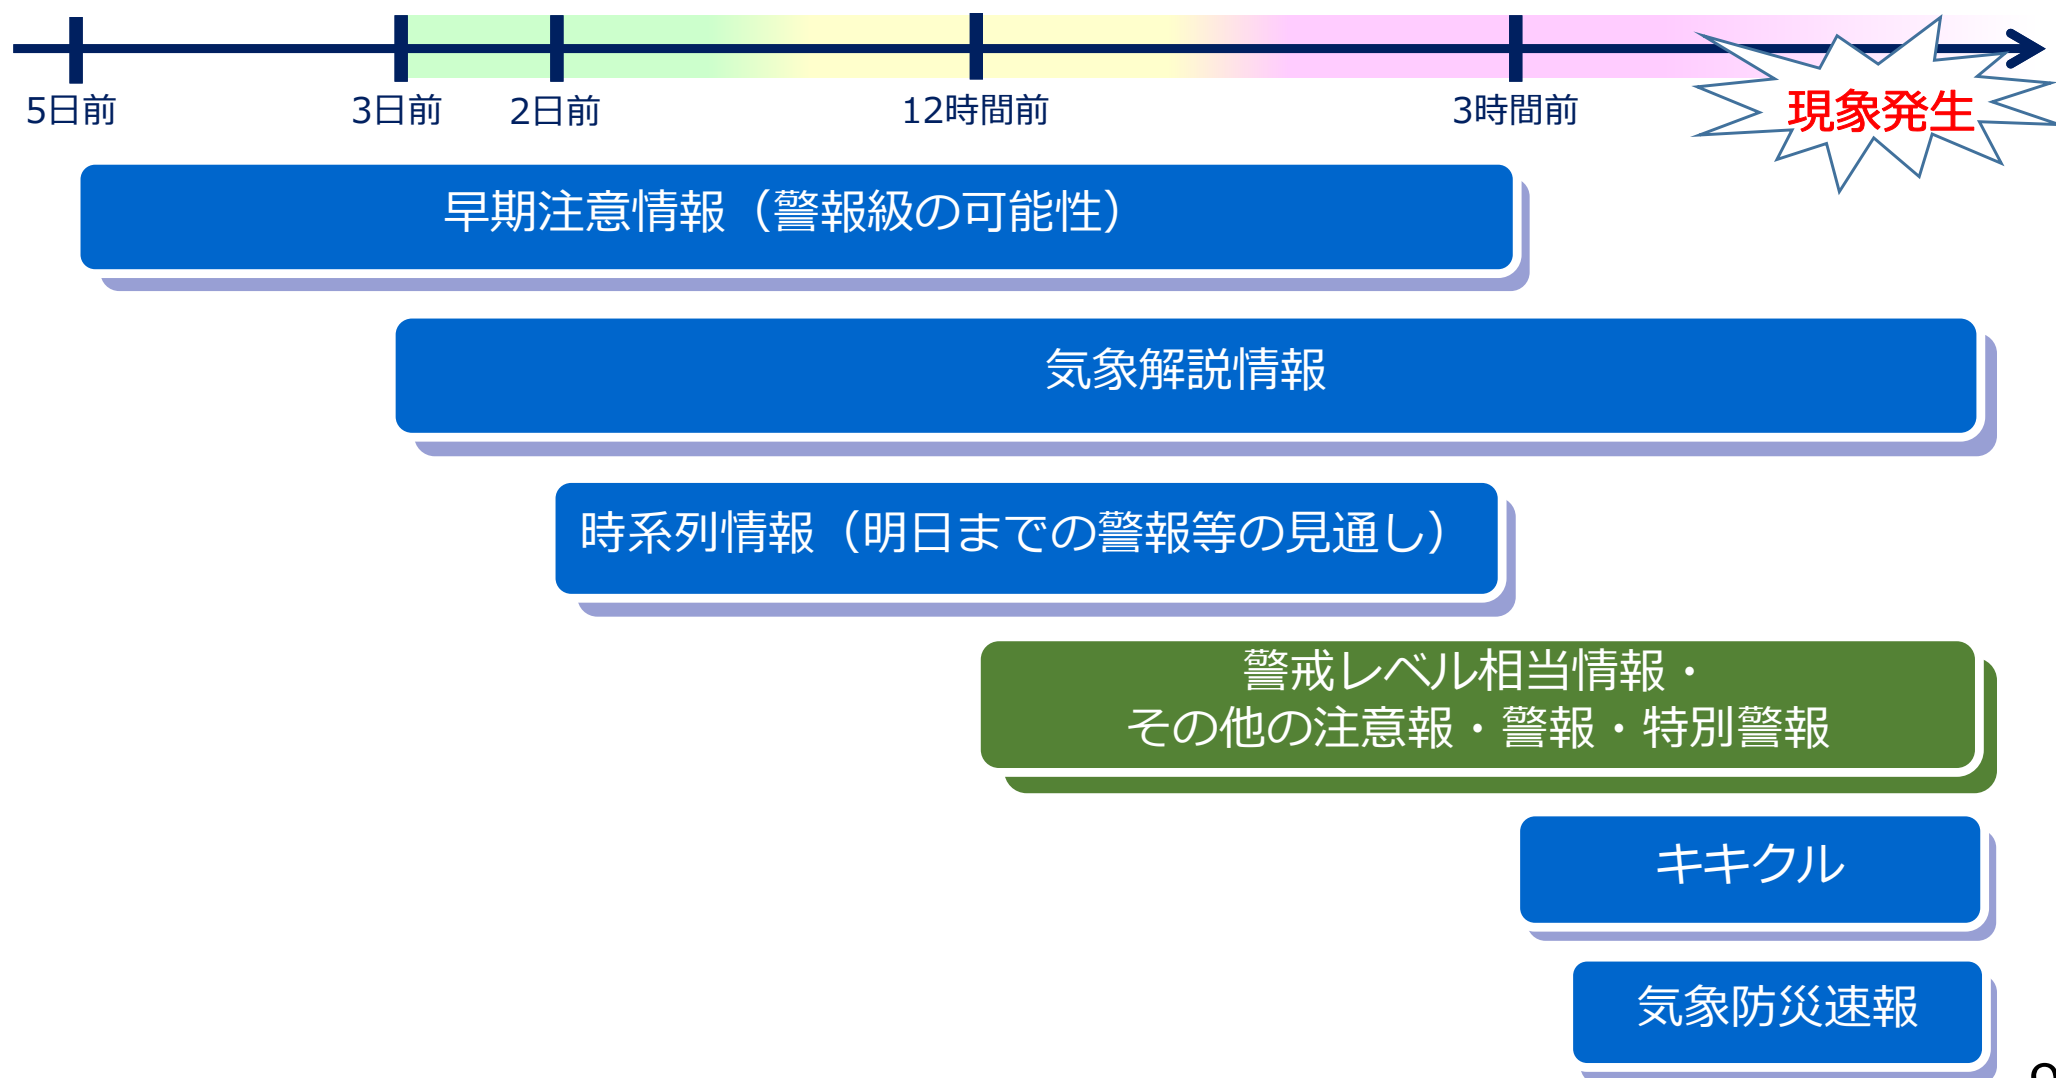 5日前
3日前
2日前
12時間前
3時間前
現象発生
早期注意情報（警報級の可能性）
気象解説情報
時系列情報（明日までの警報等の見通し）
警戒レベル相当情報・
その他の注意報・警報・特別警報
キキクル
気象防災速報